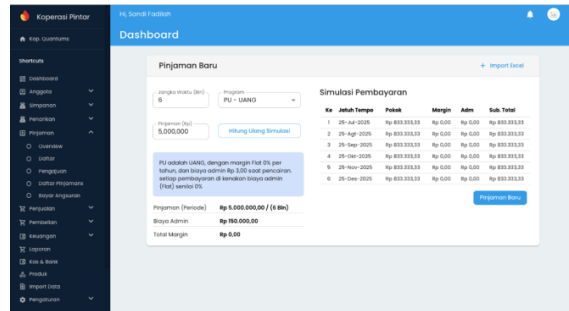 Koperasi Pintar
Hi, Sandi Fadilah
Kop. Quantums
Dashboard
Shortcuts
Dashboard
Anggota
Simpanan
Penarikan
Pinjaman
Overview
Daftar
Pengajuan
Daftar Pinjamans
Bayar Angsuran
Penjualan
Pembelian
Keuangan
Laporan
Kas & Bank
Produk
Import Data
Pengaturan
Pinjaman Baru
+ Import Excel
Jangka Waktu (Bln)
6
Program
PU - UANG
Pinjaman (Rp)
5,000,000
Hitung Ulang Simulasi
PU adalah UANG, dengan margin Flat 0% per
tahun, dan biaya admin Rp 3,00 saat pencairan.
setiap pembayaran di kenakan biaya admin
(Flat) senilai 0%
Pinjaman (Periode) Rp 5.000.000,00 / (6 Bln)
Biaya Admin Rp 150.000,00
Total Margin Rp 0,00
Simulasi Pembayaran
Ke Jatuh Tempo Pokok Margin Adm Sub. Total
1 25-Jul-2025 Rp 833.333,33 Rp 0,00 Rp 0,00 Rp 833.333,33
2 25-Agt-2025 Rp 833.333,33 Rp 0,00 Rp 0,00 Rp 833.333,33
3 25-Sep-2025 Rp 833.333,33 Rp 0,00 Rp 0,00 Rp 833.333,33
4 25-Okt-2025 Rp 833.333,33 Rp 0,00 Rp 0,00 Rp 833.333,33
5 25-Nov-2025 Rp 833.333,33 Rp 0,00 Rp 0,00 Rp 833.333,33
6 25-Des-2025 Rp 833.333,33 Rp 0,00 Rp 0,00 Rp 833.333,33
Pinjaman Baru